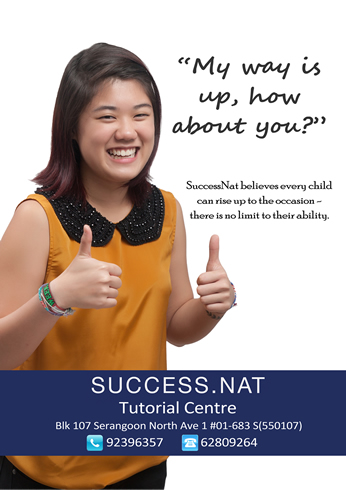 “My way is
up, how
about you?”
SuccessNat believes every child
can rise up to the occasion –
there is no limit to their ability.
SUCCESS.NAT
Tutorial Centre
Blk 107 Serangoon North Ave 1 #01-683 S(550107)
92396357 62809264